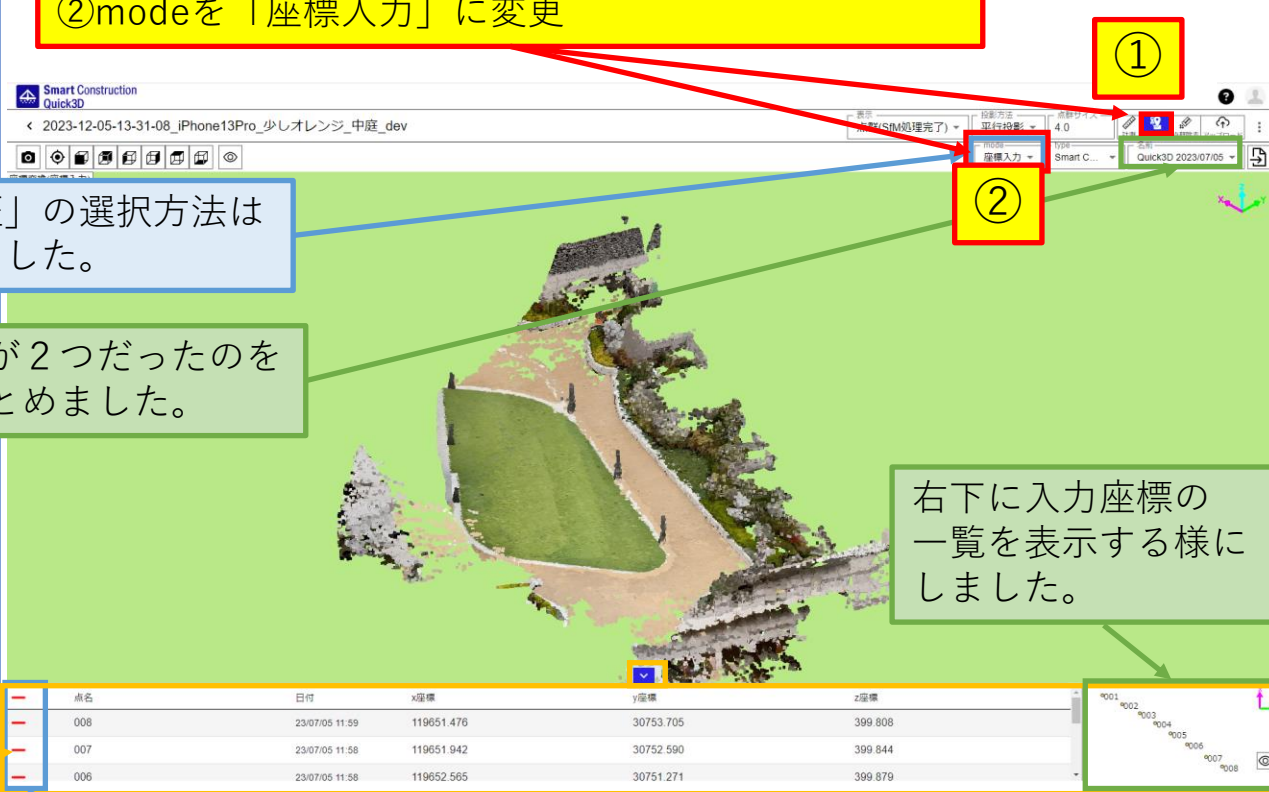 ②modeを「座標入力」に変更
①
Smart Construction
Quick3D
2023-12-05-13-31-08_iPhone13Pro_少しオレンジ_中庭_dev
表示
点群(SfM処理完了)
投影方法
平行投影
点群サイズ
4.0
mode
座標入力
type
Smart C...
名前
Quick3D 2023/07/05
②
」の選択方法は
した。
が２つだったのを
とめました。
右下に入力座標の
一覧を表示する様に
しました。
点名 日付 x座標 y座標 z座標
008 23/07/05 11:59 119651.476 30753.705 399.808
007 23/07/05 11:58 119651.942 30752.590 399.844
006 23/07/05 11:58 119652.565 30751.271 399.879
001
002
003
004
005
006
007
008